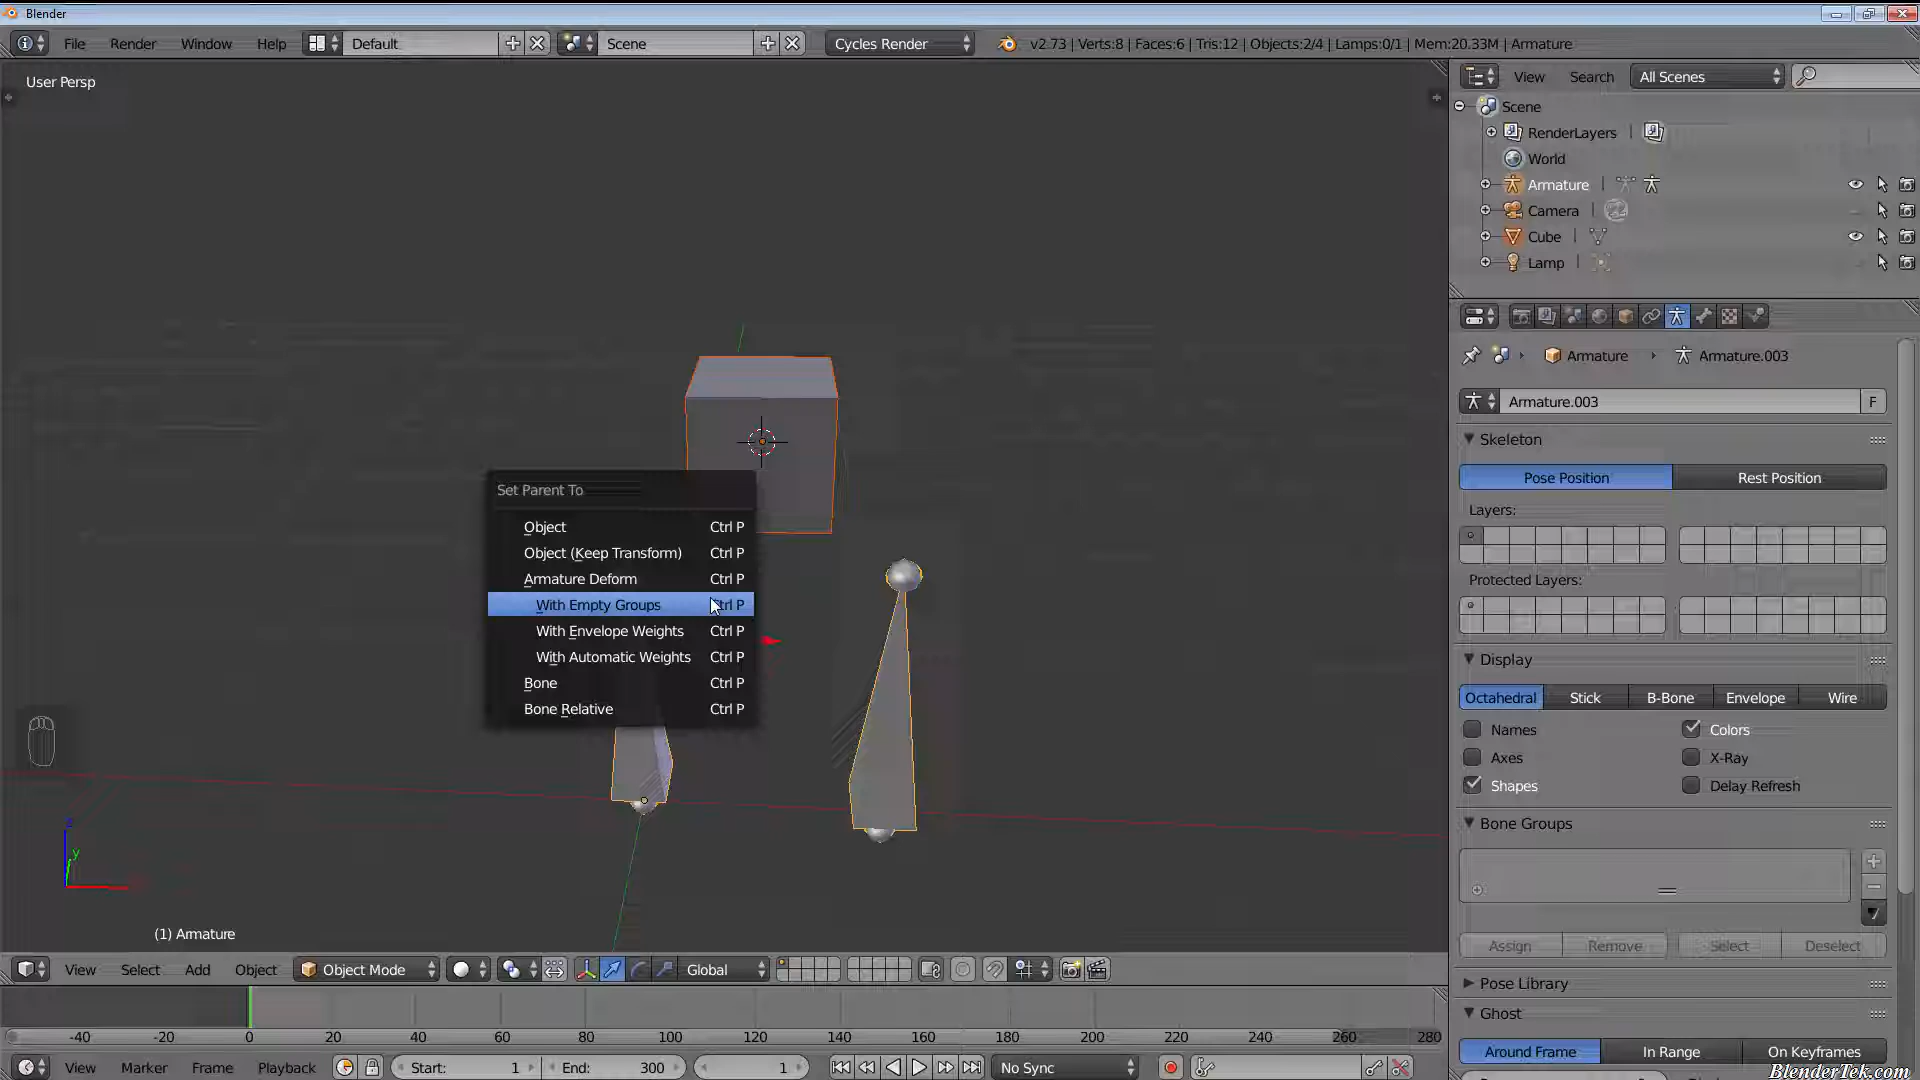 Blender
File Render Window Help Default Scene Cycles Render v2.73 | Verts:8 | Faces:6 | Tris:12 | Objects:2/4 | Lamps:0/1 | Mem:20.33M | Armature
User Persp
View Search All Scenes
Scene
RenderLayers
World
Armature
Camera
Cube
Lamp
Armature Armature.003
Armature.003 F
Skeleton
Pose Position Rest Position
Layers:
Protected Layers:
Display
Octahedral Stick B-Bone Envelope Wire
Names Colors
Axes X-Ray
Shapes Delay Refresh
Bone Groups
Assign Remove Select Deselect
Pose Library
Ghost
Around Frame In Range On Keyframes
Set Parent To
Object Ctrl P
Object (Keep Transform) Ctrl P
Armature Deform Ctrl P
With Empty Groups Ctrl P
With Envelope Weights Ctrl P
With Automatic Weights Ctrl P
Bone Ctrl P
Bone Relative Ctrl P
z
y
(1) Armature
View Select Add Object Object Mode Global
-40 -20 0 20 40 60 80 100 120 140 160 180 200 220 240 260 280
View Marker Frame Playback Start: 1 End: 300 1 No Sync
BlenderTek.com